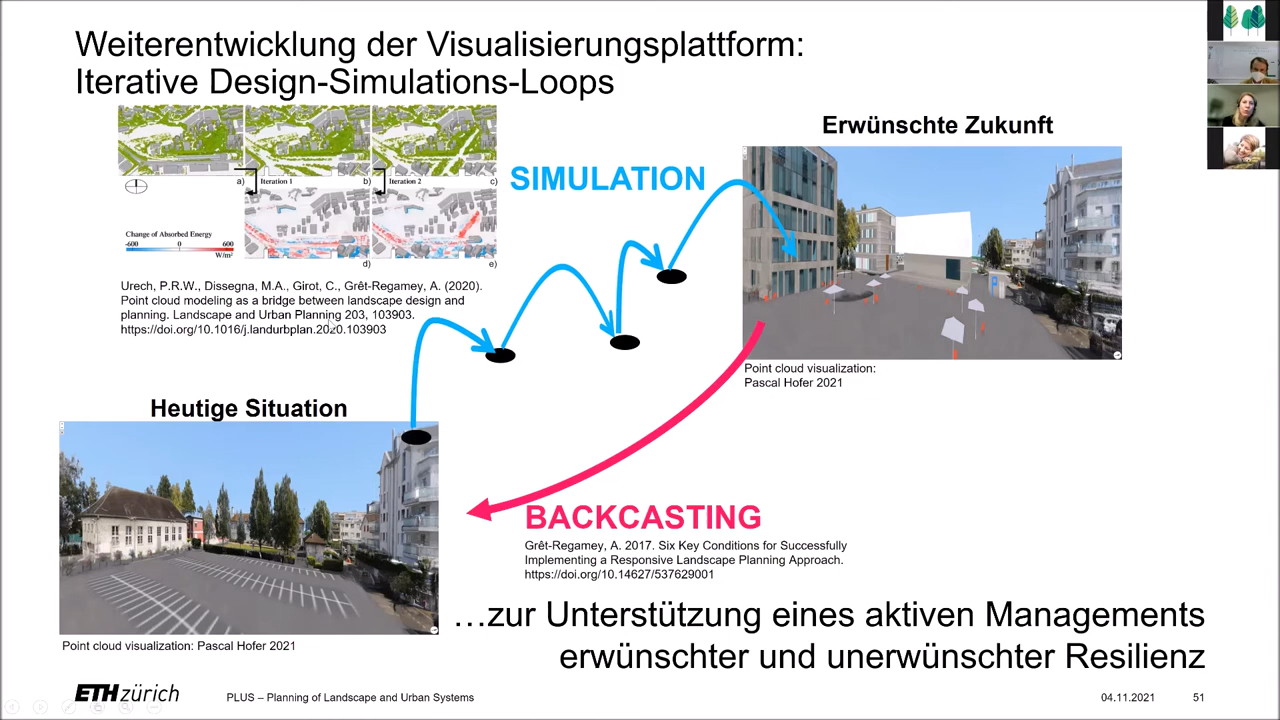 Weiterentwicklung der Visualisierungsplattform:
Iterative Design-Simulations-Loops
a)
Iteration 1
b)
Iteration 2
c)
Change of Absorbed Energy
-600 0 600
W/m²
d)
e)
Urech, P.R.W., Dissegna, M.A., Girot, C., Grêt-Regamey, A. (2020).
Point cloud modeling as a bridge between landscape design and
planning. Landscape and Urban Planning 203, 103903.
https://doi.org/10.1016/j.landurbplan.2020.103903
SIMULATION
Erwünschte Zukunft
Point cloud visualization:
Pascal Hofer 2021
Heutige Situation
Point cloud visualization: Pascal Hofer 2021
BACKCASTING
Grêt-Regamey, A. 2017. Six Key Conditions for Successfully
Implementing a Responsive Landscape Planning Approach.
https://doi.org/10.14627/537629001
…zur Unterstützung eines aktiven Managements
erwünschter und unerwünschter Resilienz
ETH zürich
PLUS – Planning of Landscape and Urban Systems
04.11.2021
51